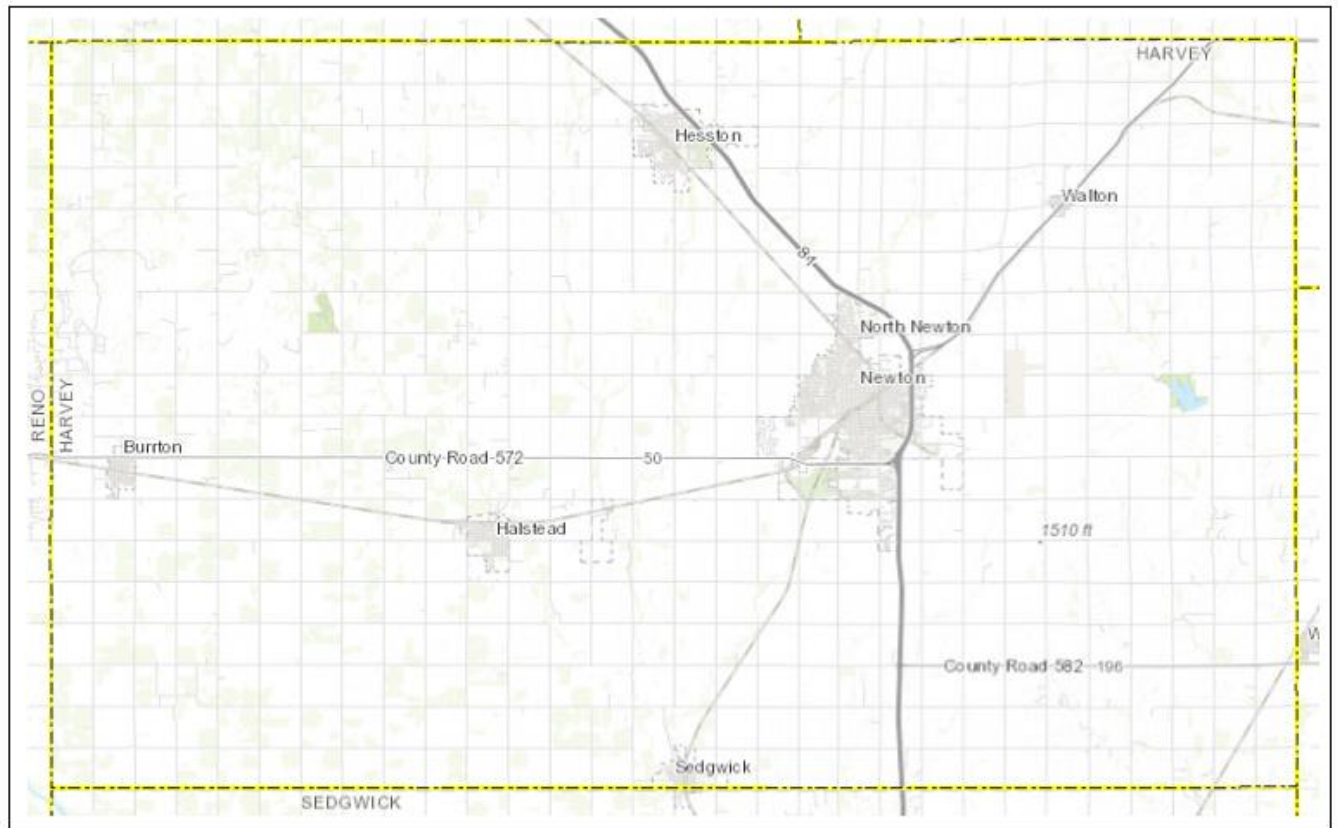 HARVEY
Hesston
Walton
81
North Newton
Newton
RENO
HARVEY
Burrton
County Road 572
50
Halstead
1510 ft
W
County Road 582
196
Sedgwick
SEDGWICK